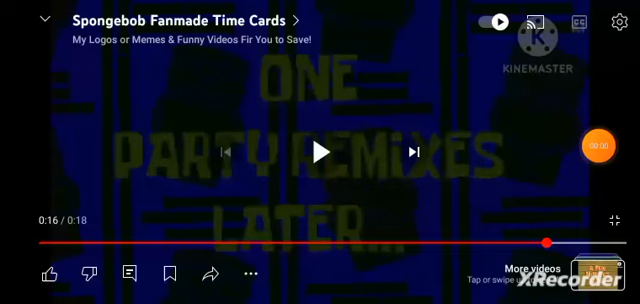 Spongebob Fanmade Time Cards
My Logos or Memes & Funny Videos Fir You to Save!
CC
K
KINEMASTER
ONE
PARTY REMiXES
LATER...
00:00
0:16 / 0:18
More videos
Tap or swipe u
XRecorder